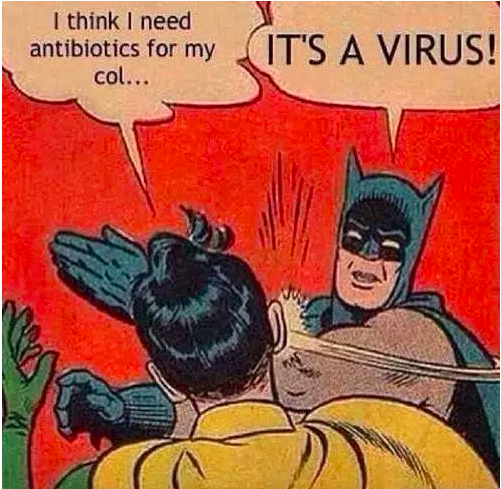 I think I need
antibiotics for my
col...
IT'S A VIRUS!